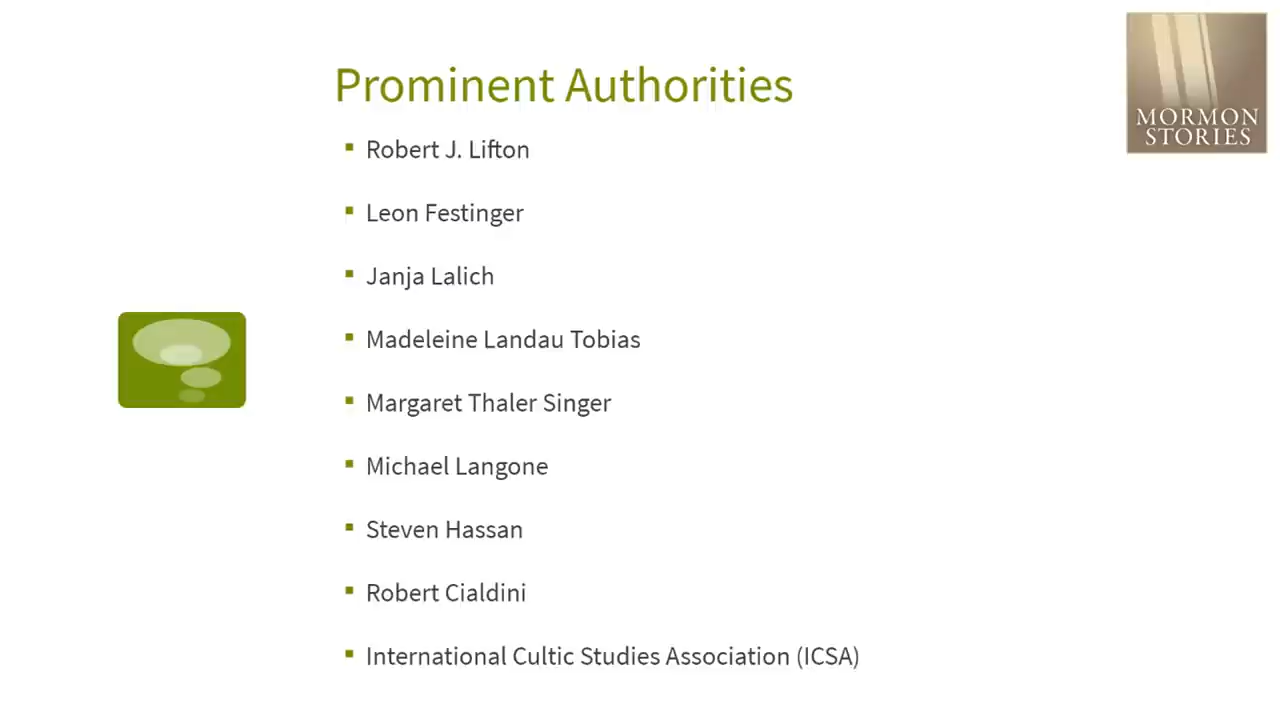 Prominent Authorities
MORMON
STORIES
▪ Robert J. Lifton
▪ Leon Festinger
▪ Janja Lalich
▪ Madeleine Landau Tobias
▪ Margaret Thaler Singer
▪ Michael Langone
▪ Steven Hassan
▪ Robert Cialdini
▪ International Cultic Studies Association (ICSA)